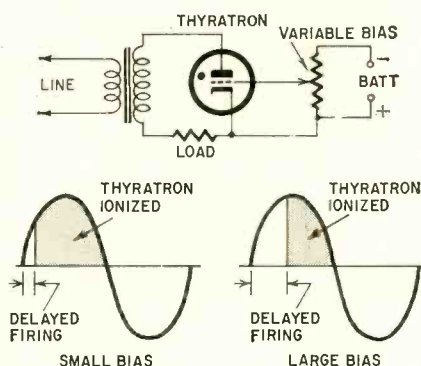 THYRATRON
VARIABLE BIAS
LINE
−
BATT
+
LOAD
THYRATRON
IONIZED
DELAYED
FIRING
SMALL BIAS
THYRATRON
IONIZED
DELAYED
FIRING
LARGE BIAS